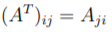 (A^T)_{ij} = A_{ji}